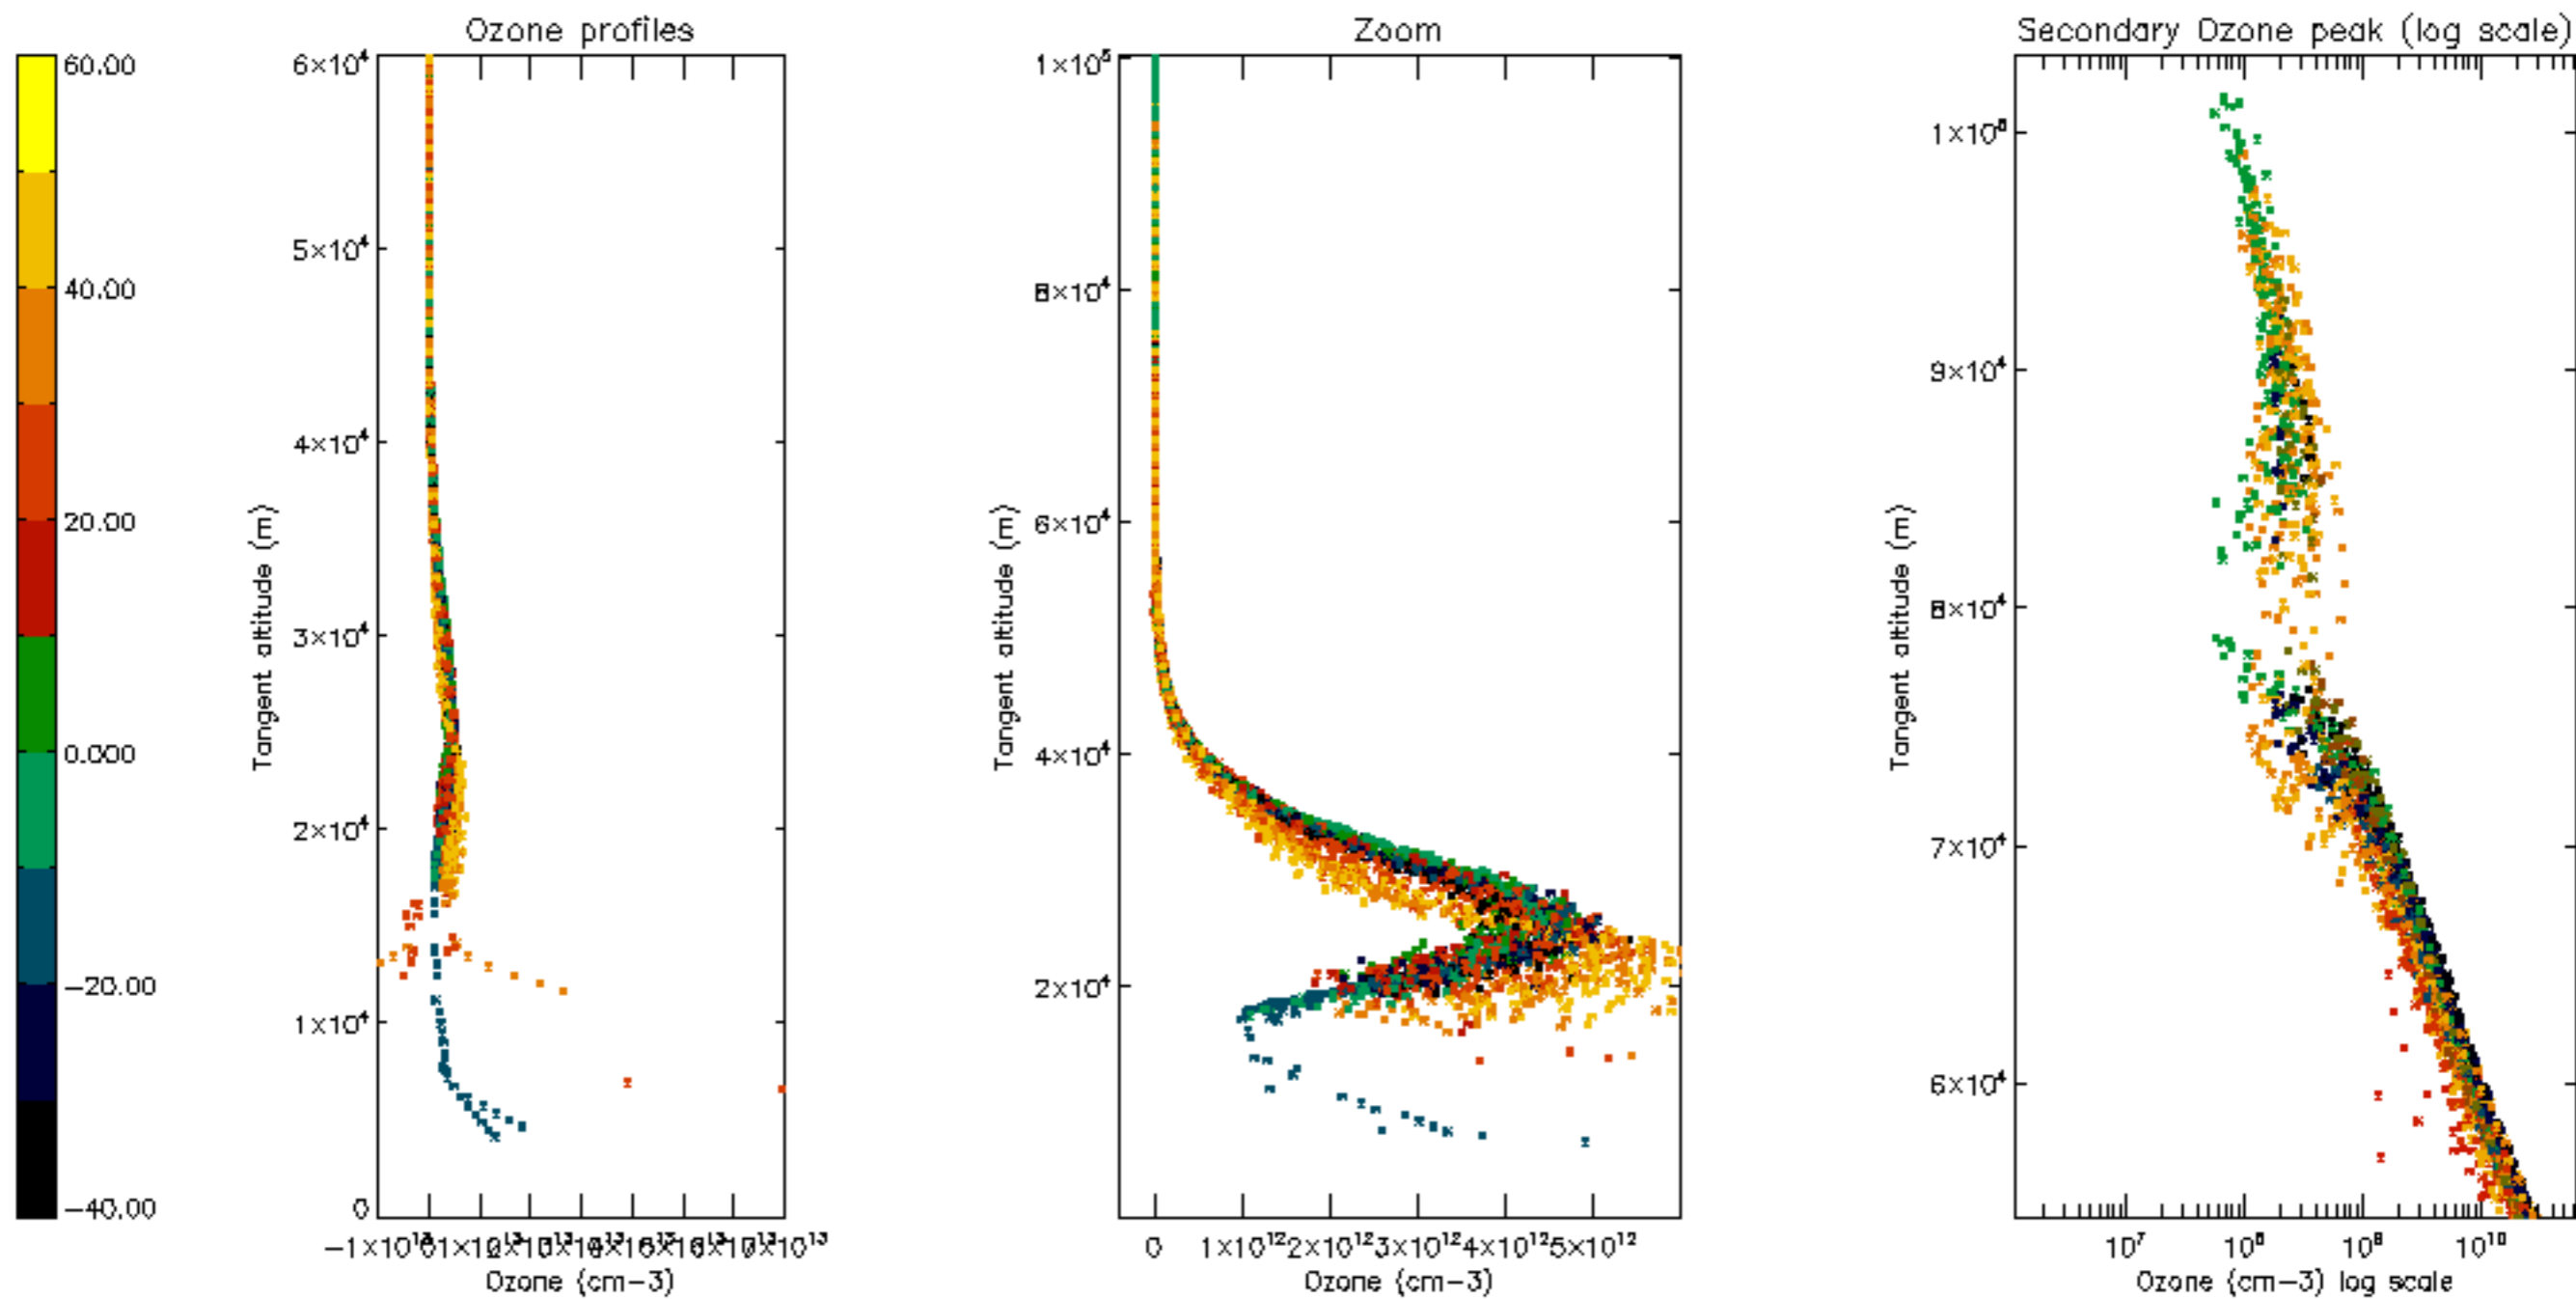 Ozone profiles
Zoom
Secondary Ozone peak (log scale)
60.00
40.00
20.00
0.000
-20.00
-40.00
6×10⁴
5×10⁴
4×10⁴
3×10⁴
2×10⁴
1×10⁴
0
Tangent altitude (m)
Ozone (cm-3)
1×10⁵
8×10⁴
6×10⁴
4×10⁴
2×10⁴
Tangent altitude (m)
0 1×10¹² 2×10¹² 3×10¹² 4×10¹² 5×10¹²
Ozone (cm-3)
9×10⁴
8×10⁴
7×10⁴
6×10⁴
Tangent altitude (m)
10⁷ 10⁸ 10⁹ 10¹⁰
Ozone (cm-3) log scale